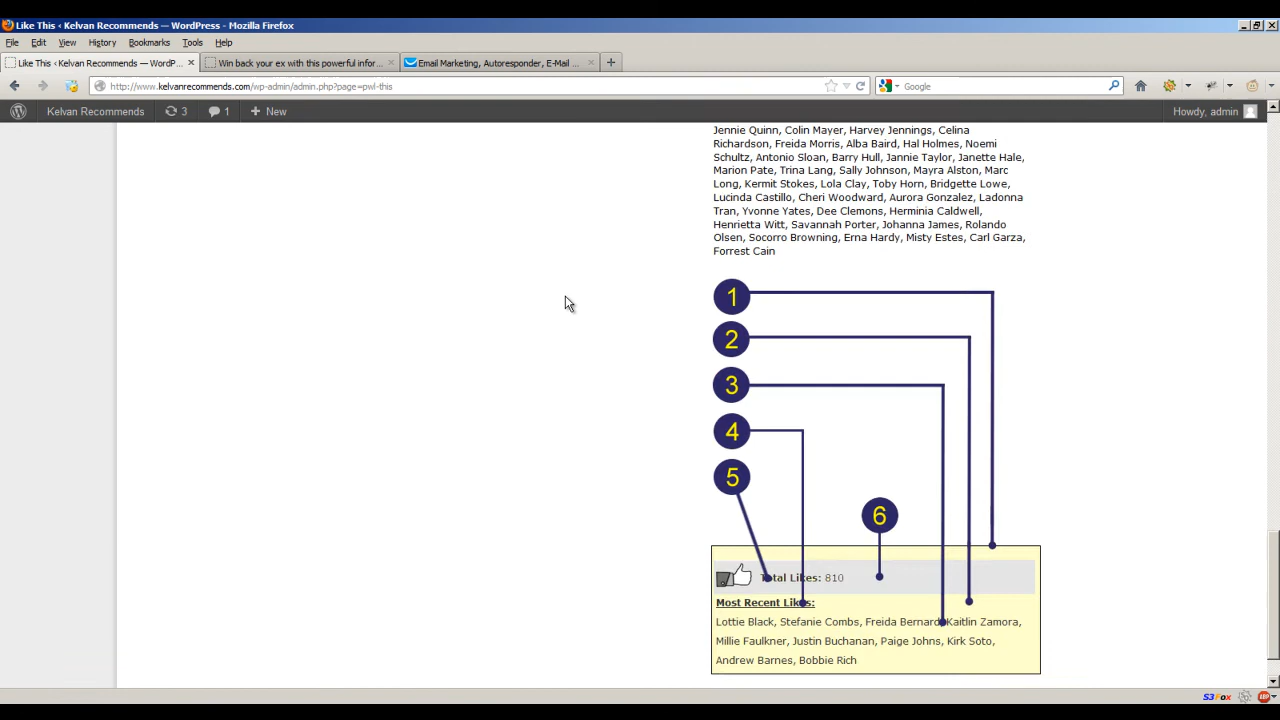 Like This ‹ Kelvan Recommends — WordPress - Mozilla Firefox
File Edit View History Bookmarks Tools Help
Like This ‹ Kelvan Recommends — WordP... Win back your ex with this powerful infor... Email Marketing, Autoresponder, E-Mail ...
http://www.kelvanrecommends.com/wp-admin/admin.php?page=pwl-this Google
Kelvan Recommends 3 1 + New Howdy, admin
Jennie Quinn, Colin Mayer, Harvey Jennings, Celina
Richardson, Freida Morris, Alba Baird, Hal Holmes, Noemi
Schultz, Antonio Sloan, Barry Hull, Jannie Taylor, Janette Hale,
Marion Pate, Trina Lang, Sally Johnson, Mayra Alston, Marc
Long, Kermit Stokes, Lola Clay, Toby Horn, Bridgette Lowe,
Lucinda Castillo, Cheri Woodward, Aurora Gonzalez, Ladonna
Tran, Yvonne Yates, Dee Clemons, Herminia Caldwell,
Henrietta Witt, Savannah Porter, Johanna James, Rolando
Olsen, Socorro Browning, Erna Hardy, Misty Estes, Carl Garza,
Forrest Cain
1
2
3
4
5
6
Total Likes: 810
Most Recent Likes:
Lottie Black, Stefanie Combs, Freida Bernard, Kaitlin Zamora,
Millie Faulkner, Justin Buchanan, Paige Johns, Kirk Soto,
Andrew Barnes, Bobbie Rich
S3Fox ABP